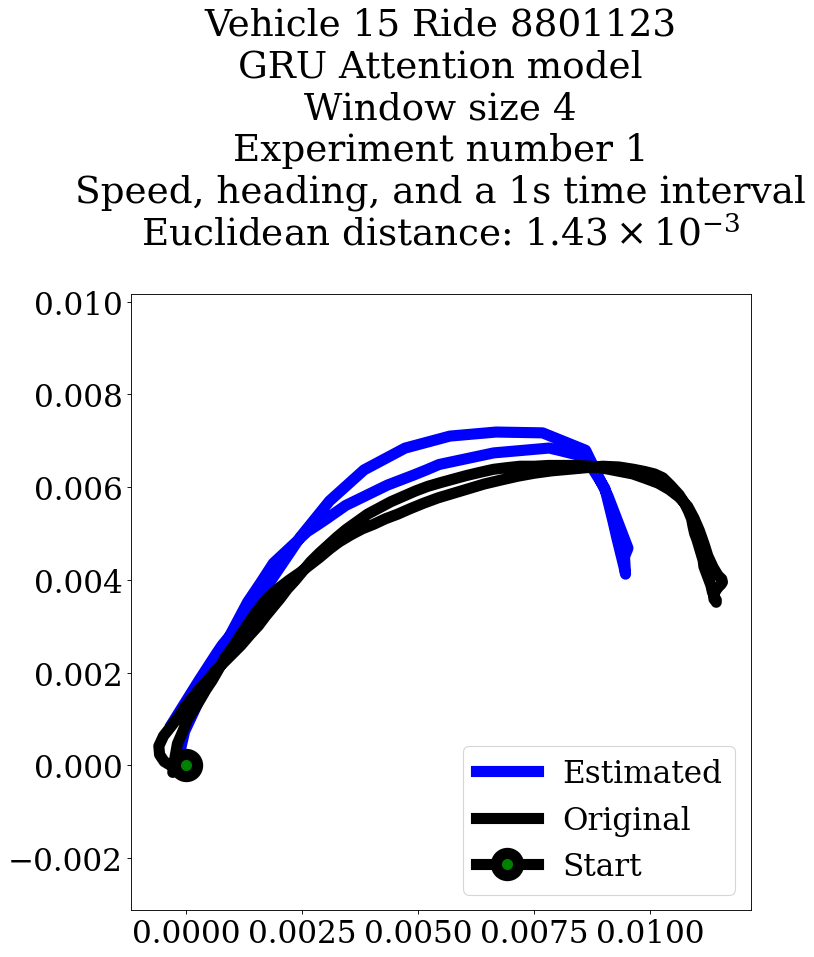 Vehicle 15 Ride 8801123
GRU Attention model
Window size 4
Experiment number 1
Speed, heading, and a 1s time interval
Euclidean distance: 1.43 × 10⁻³
0.010
0.008
0.006
0.004
0.002
0.000
−0.002
0.0000 0.0025 0.0050 0.0075 0.0100
Estimated
Original
Start